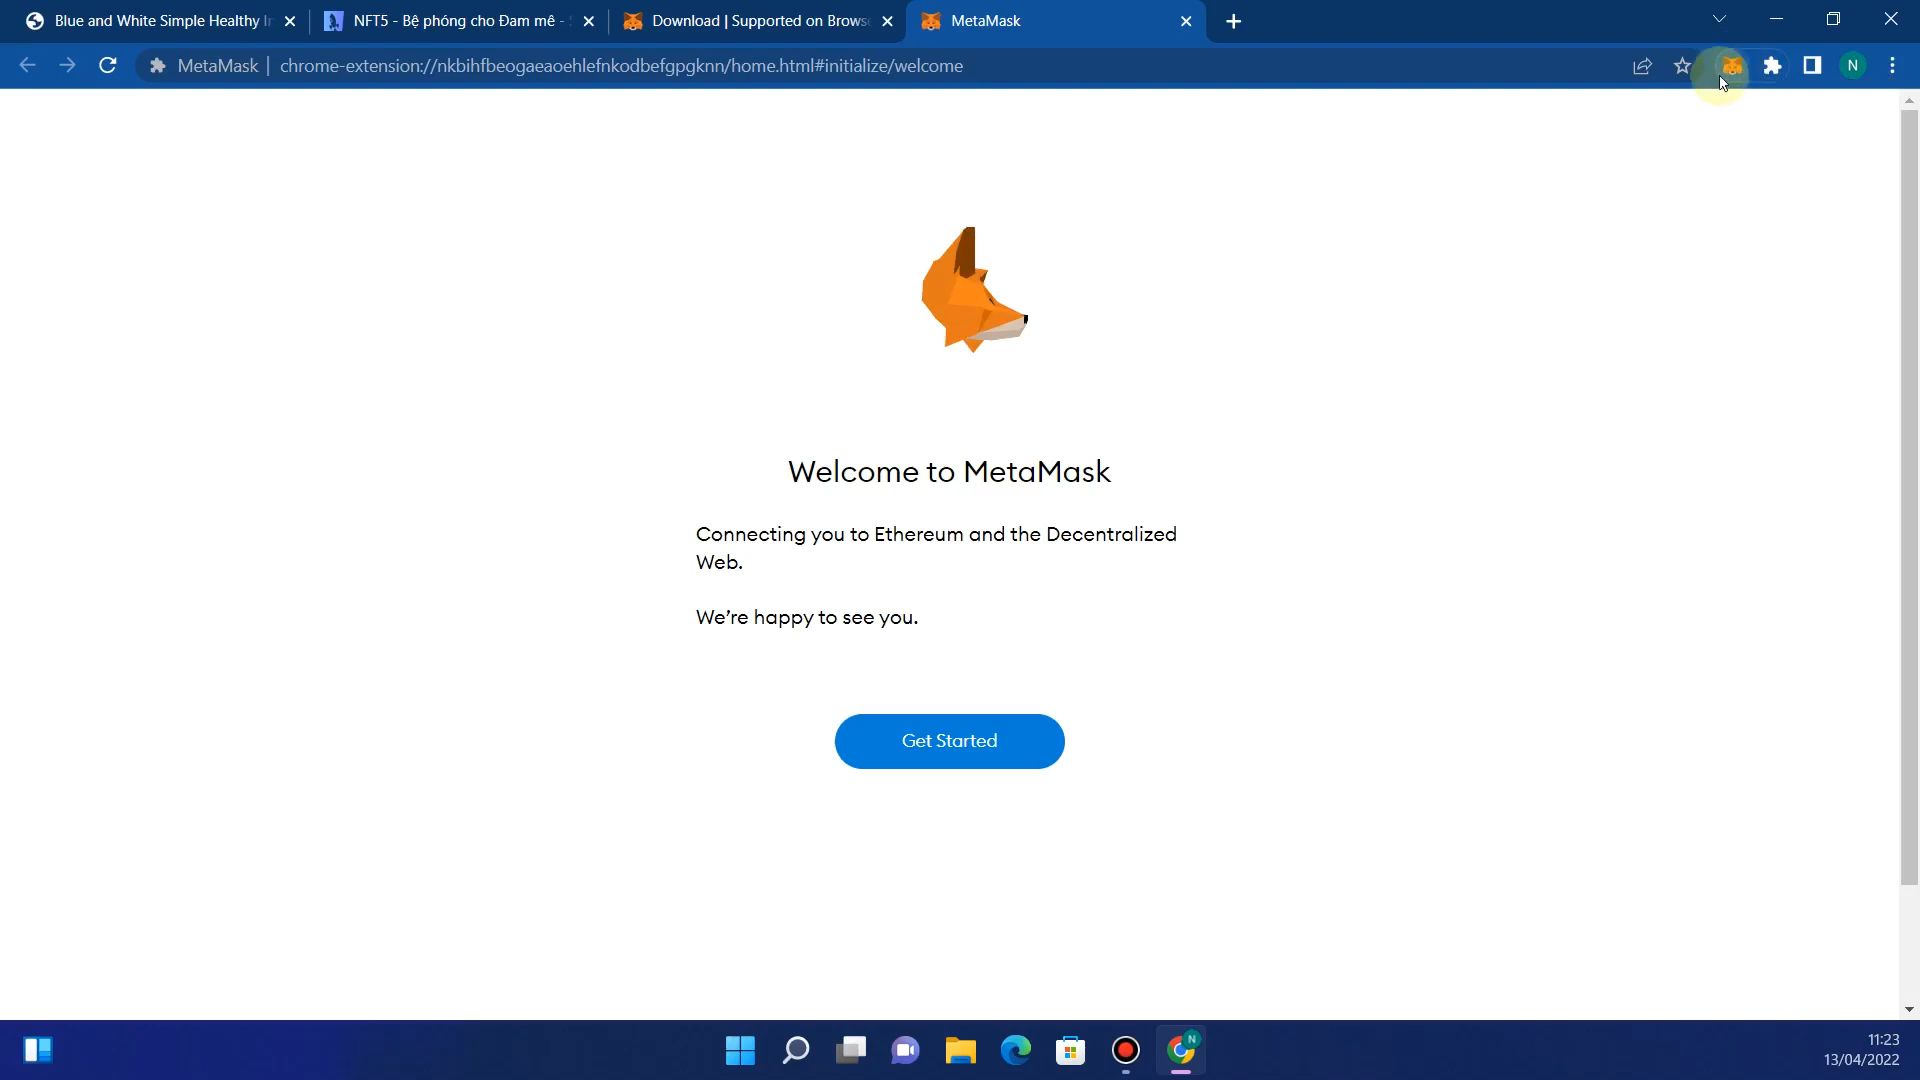 Blue and White Simple Healthy
NFT5 - Bệ phóng cho Đam mê -
Download | Supported on Brows
MetaMask
MetaMask | chrome-extension://nkbihfbeogaeaoehlefnkodbefgpgknn/home.html#initialize/welcome
N
Welcome to MetaMask
Connecting you to Ethereum and the Decentralized
Web.
We’re happy to see you.
Get Started
N
11:23
13/04/2022